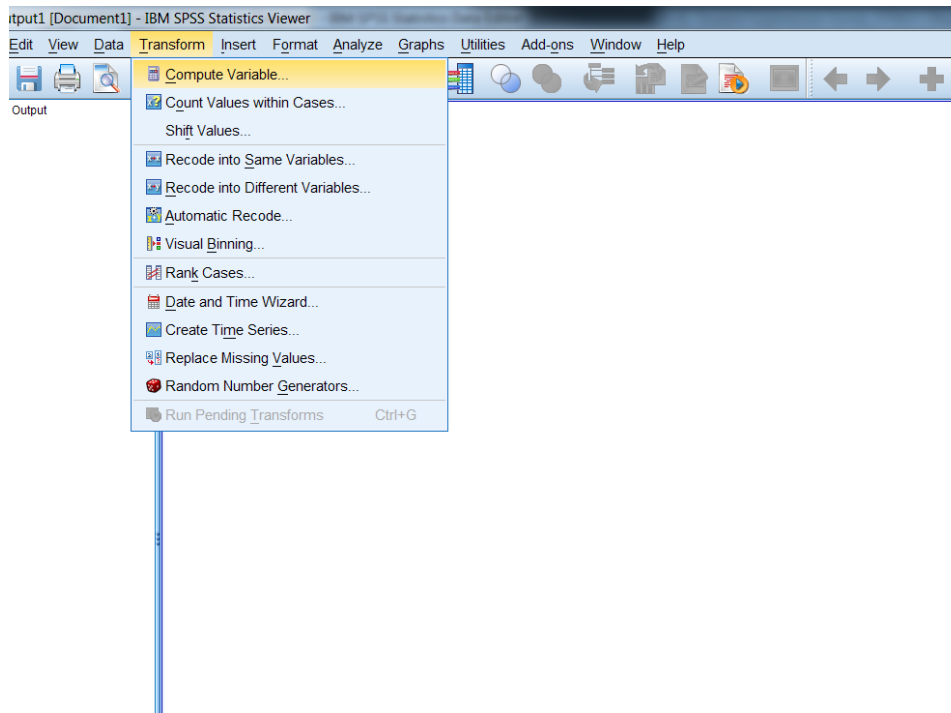 utput1 [Document1] - IBM SPSS Statistics Viewer
Edit View Data Transform Insert Format Analyze Graphs Utilities Add-ons Window Help
Output
Compute Variable...
Count Values within Cases...
Shift Values...
Recode into Same Variables...
Recode into Different Variables...
Automatic Recode...
Visual Binning...
Rank Cases...
Date and Time Wizard...
Create Time Series...
Replace Missing Values...
Random Number Generators...
Run Pending Transforms Ctrl+G